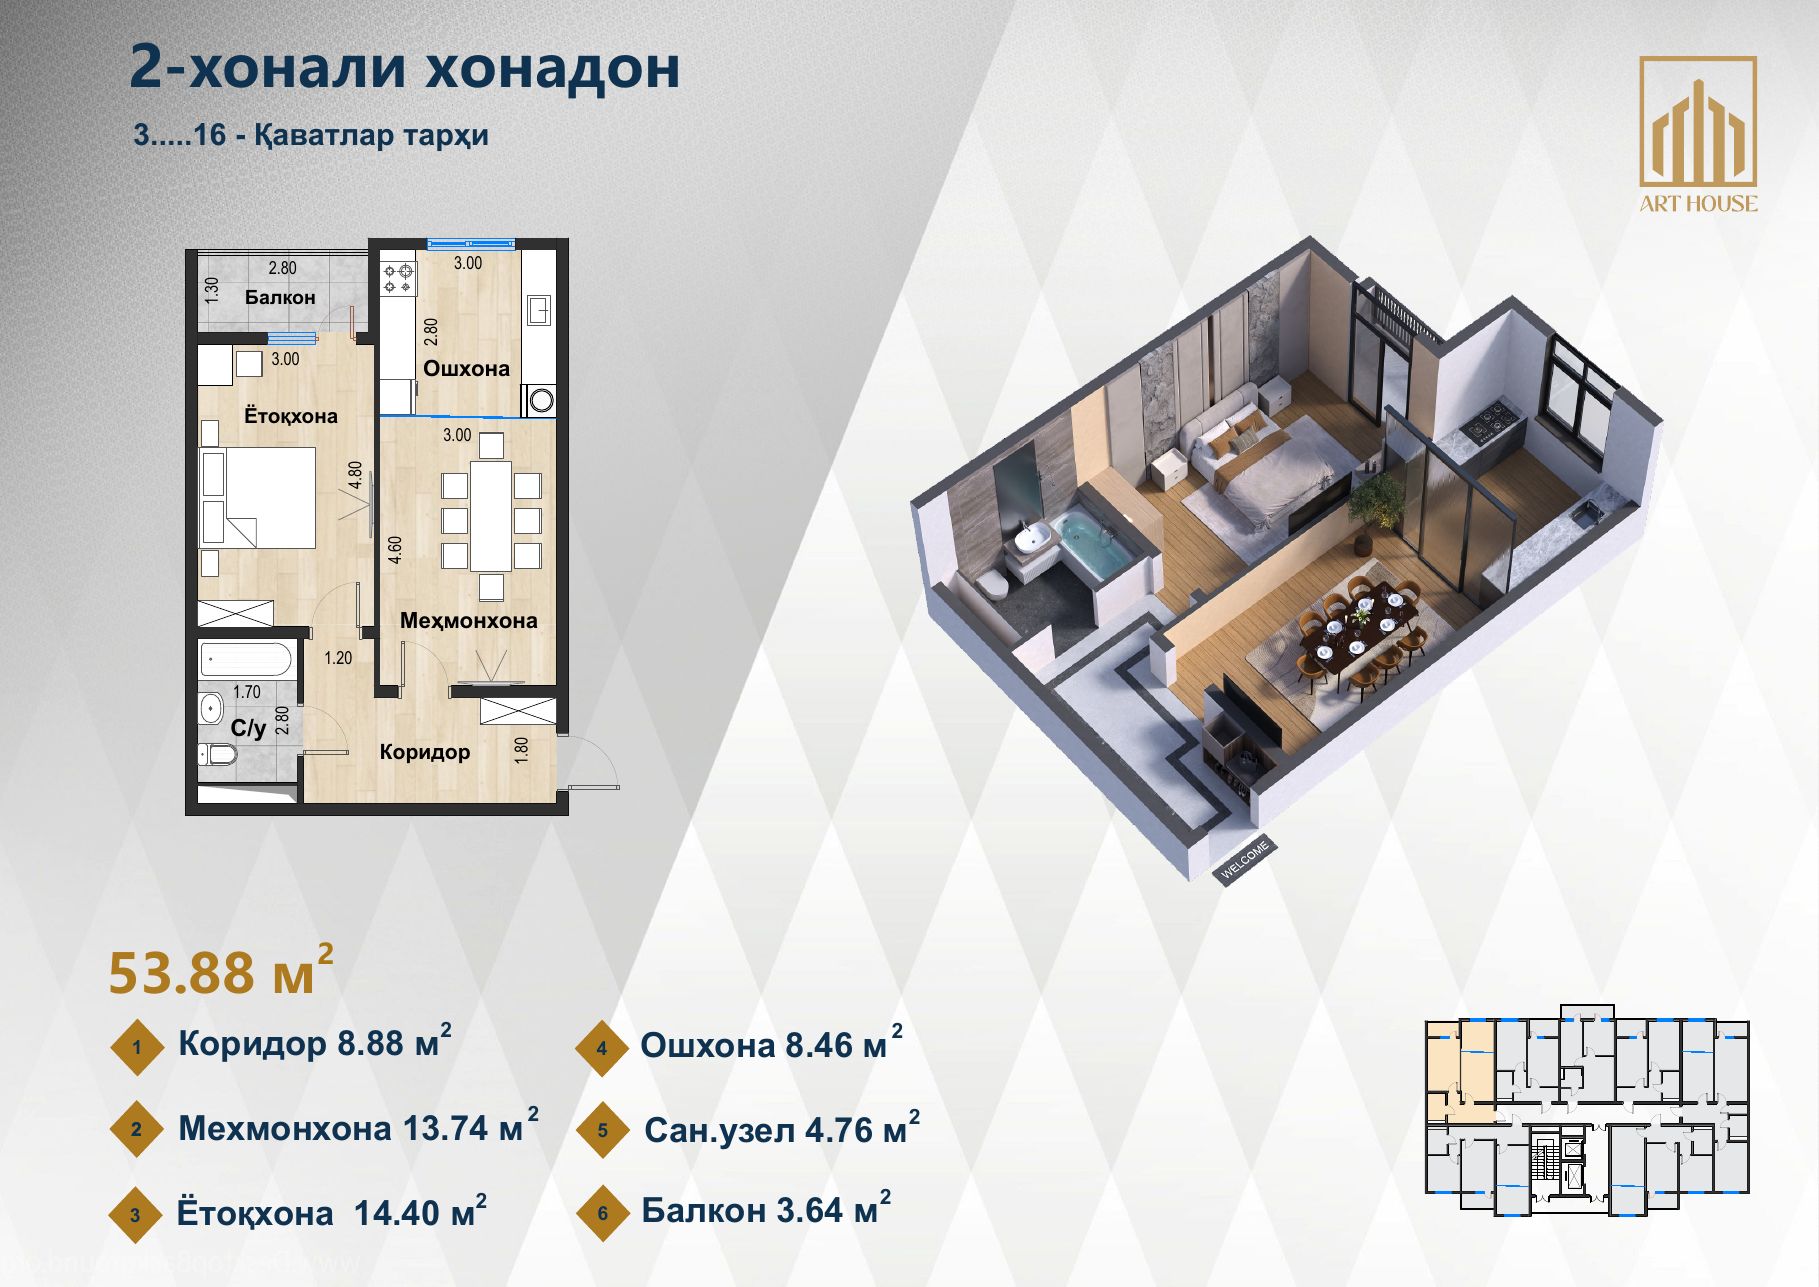 2-хонали хонадон
3.....16 - Қаватлар тарҳи
ART HOUSE
2.80
1.30
Балкон
3.00
2.80
Ошхона
3.00
Ётоқхона
4.80
3.00
4.60
Меҳмонхона
1.20
1.70
2.80
С/у
Коридор
1.80
WELCOME
53.88 м²
1 Коридор 8.88 м²
2 Мехмонхона 13.74 м²
3 Ётоқхона 14.40 м²
4 Ошхона 8.46 м²
5 Сан.узел 4.76 м²
6 Балкон 3.64 м²